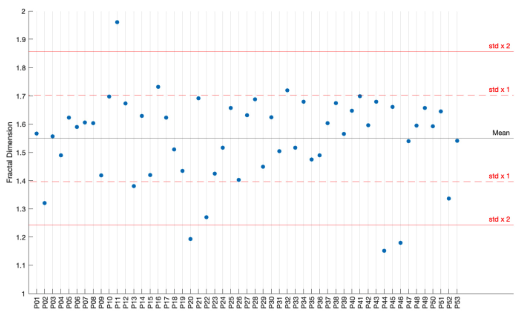 2
1.9
1.8
1.7
1.6
1.5
1.4
1.3
1.2
1.1
1
Fractal Dimension
std x 2
std x 1
Mean
std x 1
std x 2
P01
P02
P03
P04
P05
P06
P07
P08
P09
P10
P11
P12
P13
P14
P15
P16
P17
P18
P19
P20
P21
P22
P23
P24
P25
P26
P27
P28
P29
P30
P31
P32
P33
P34
P35
P36
P37
P38
P39
P40
P41
P42
P43
P44
P45
P46
P47
P48
P49
P50
P51
P52
P53